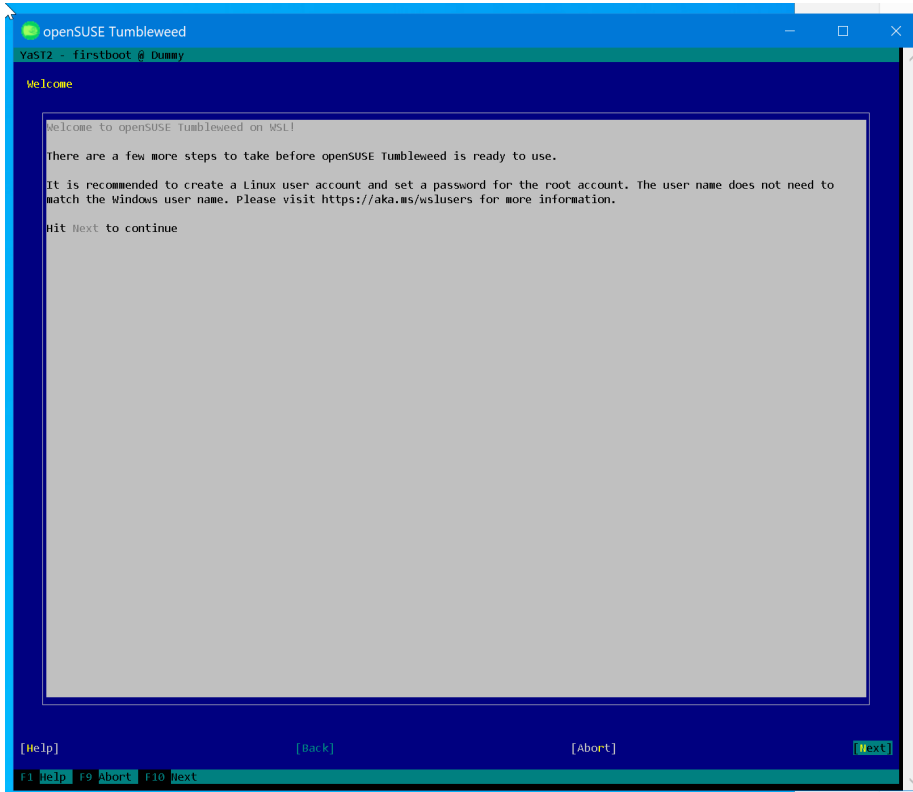 openSUSE Tumbleweed
YaST2 - firstboot @ Dummy
Welcome
Welcome to openSUSE Tumbleweed on WSL!
There are a few more steps to take before openSUSE Tumbleweed is ready to use.
It is recommended to create a Linux user account and set a password for the root account. The user name does not need to
match the Windows user name. Please visit https://aka.ms/wslusers for more information.
Hit Next to continue
[Help] [Back] [Abort] [Next]
F1 Help F9 Abort F10 Next